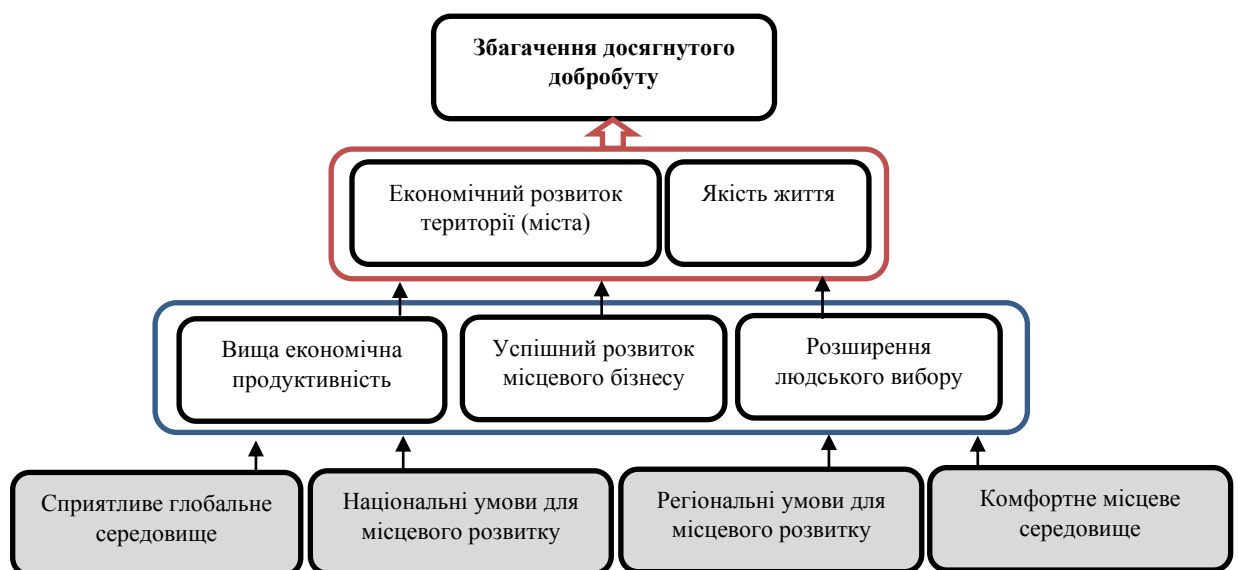 Збагачення досягнутого
добробуту
Економічний розвиток
території (міста)
Якість життя
Вища економічна
продуктивність
Успішний розвиток
місцевого бізнесу
Розширення
людського вибору
Сприятливе глобальне
середовище
Національні умови для
місцевого розвитку
Регіональні умови для
місцевого розвитку
Комфортне місцеве
середовище